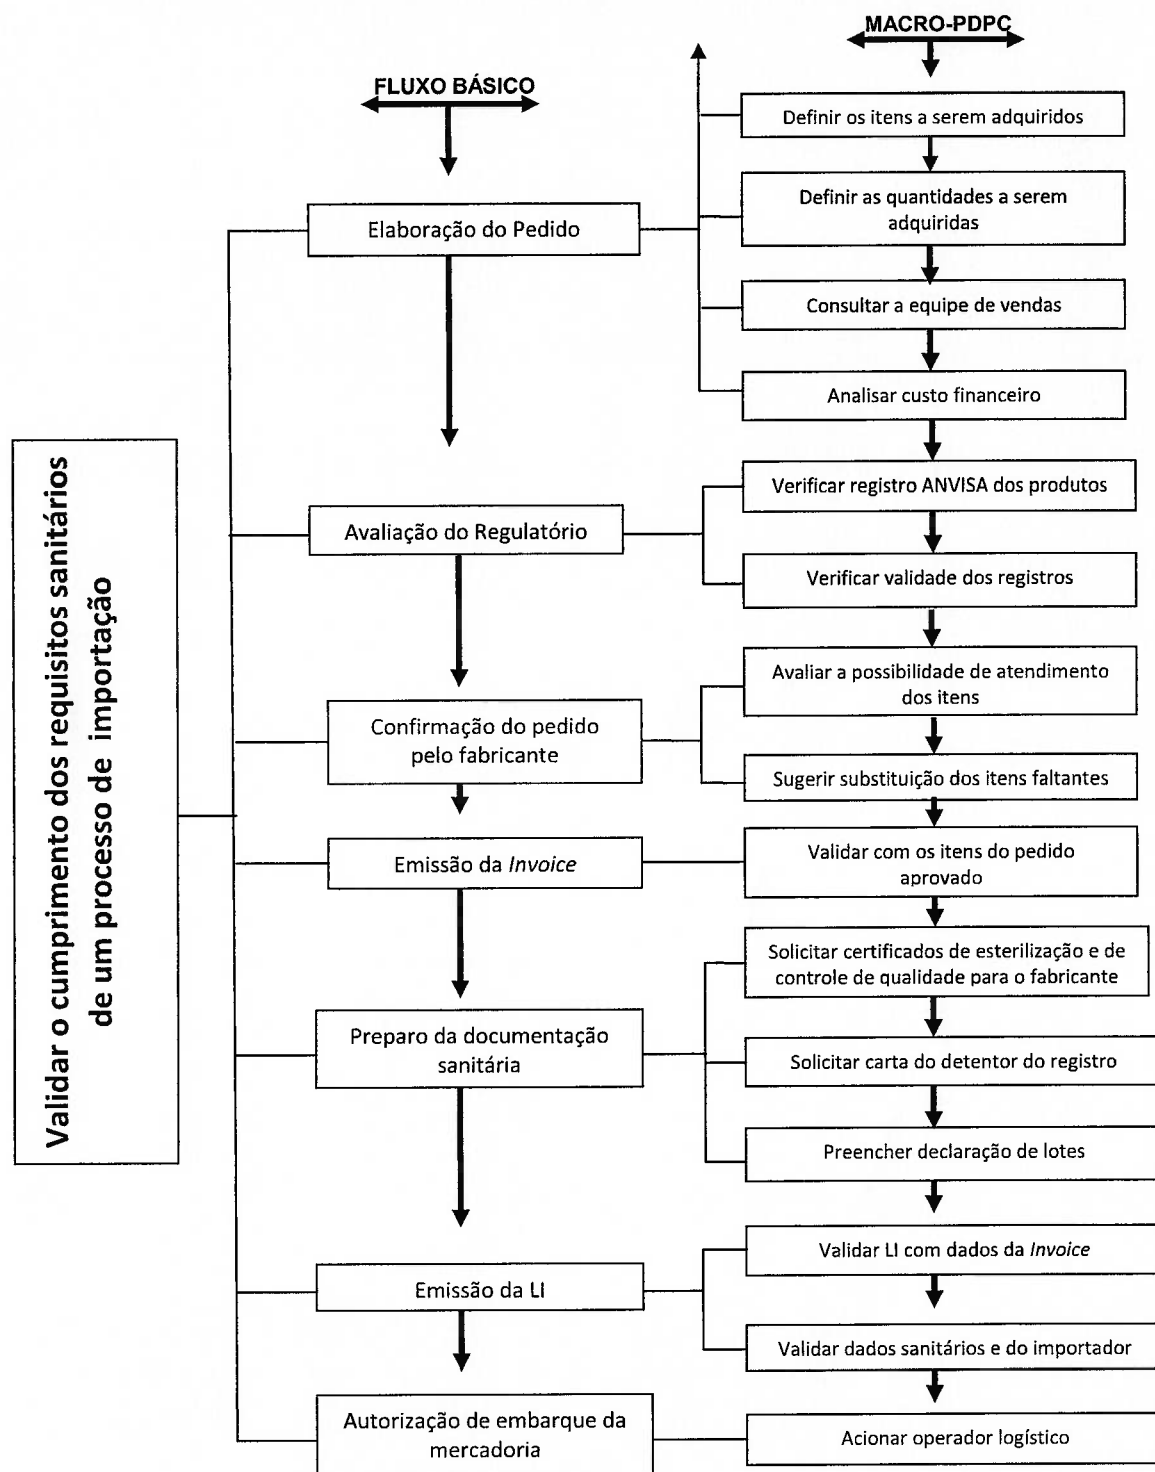 MACRO-PDPC
FLUXO BÁSICO
Definir os itens a serem adquiridos
Definir as quantidades a serem
adquiridas
Elaboração do Pedido
Consultar a equipe de vendas
Analisar custo financeiro
Validar o cumprimento dos requisitos sanitários
de um processo de importação
Verificar registro ANVISA dos produtos
Avaliação do Regulatório
Verificar validade dos registros
Avaliar a possibilidade de atendimento
dos itens
Confirmação do pedido
pelo fabricante
Sugerir substituição dos itens faltantes
Emissão da Invoice
Validar com os itens do pedido
aprovado
Solicitar certificados de esterilização e de
controle de qualidade para o fabricante
Preparo da documentação
sanitária
Solicitar carta do detentor do registro
Preencher declaração de lotes
Validar LI com dados da Invoice
Emissão da LI
Validar dados sanitários e do importador
Autorização de embarque da
mercadoria
Acionar operador logístico